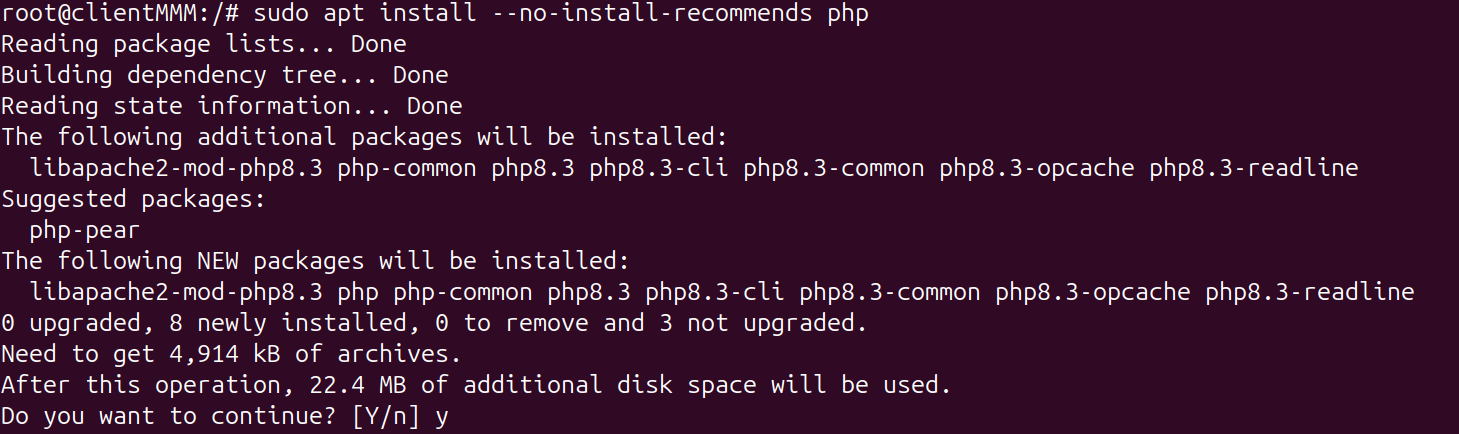 root@clientMMM:/# sudo apt install --no-install-recommends php
Reading package lists... Done
Building dependency tree... Done
Reading state information... Done
The following additional packages will be installed:
  libapache2-mod-php8.3 php-common php8.3 php8.3-cli php8.3-common php8.3-opcache php8.3-readline
Suggested packages:
  php-pear
The following NEW packages will be installed:
  libapache2-mod-php8.3 php php-common php8.3 php8.3-cli php8.3-common php8.3-opcache php8.3-readline
0 upgraded, 8 newly installed, 0 to remove and 3 not upgraded.
Need to get 4,914 kB of archives.
After this operation, 22.4 MB of additional disk space will be used.
Do you want to continue? [Y/n] y